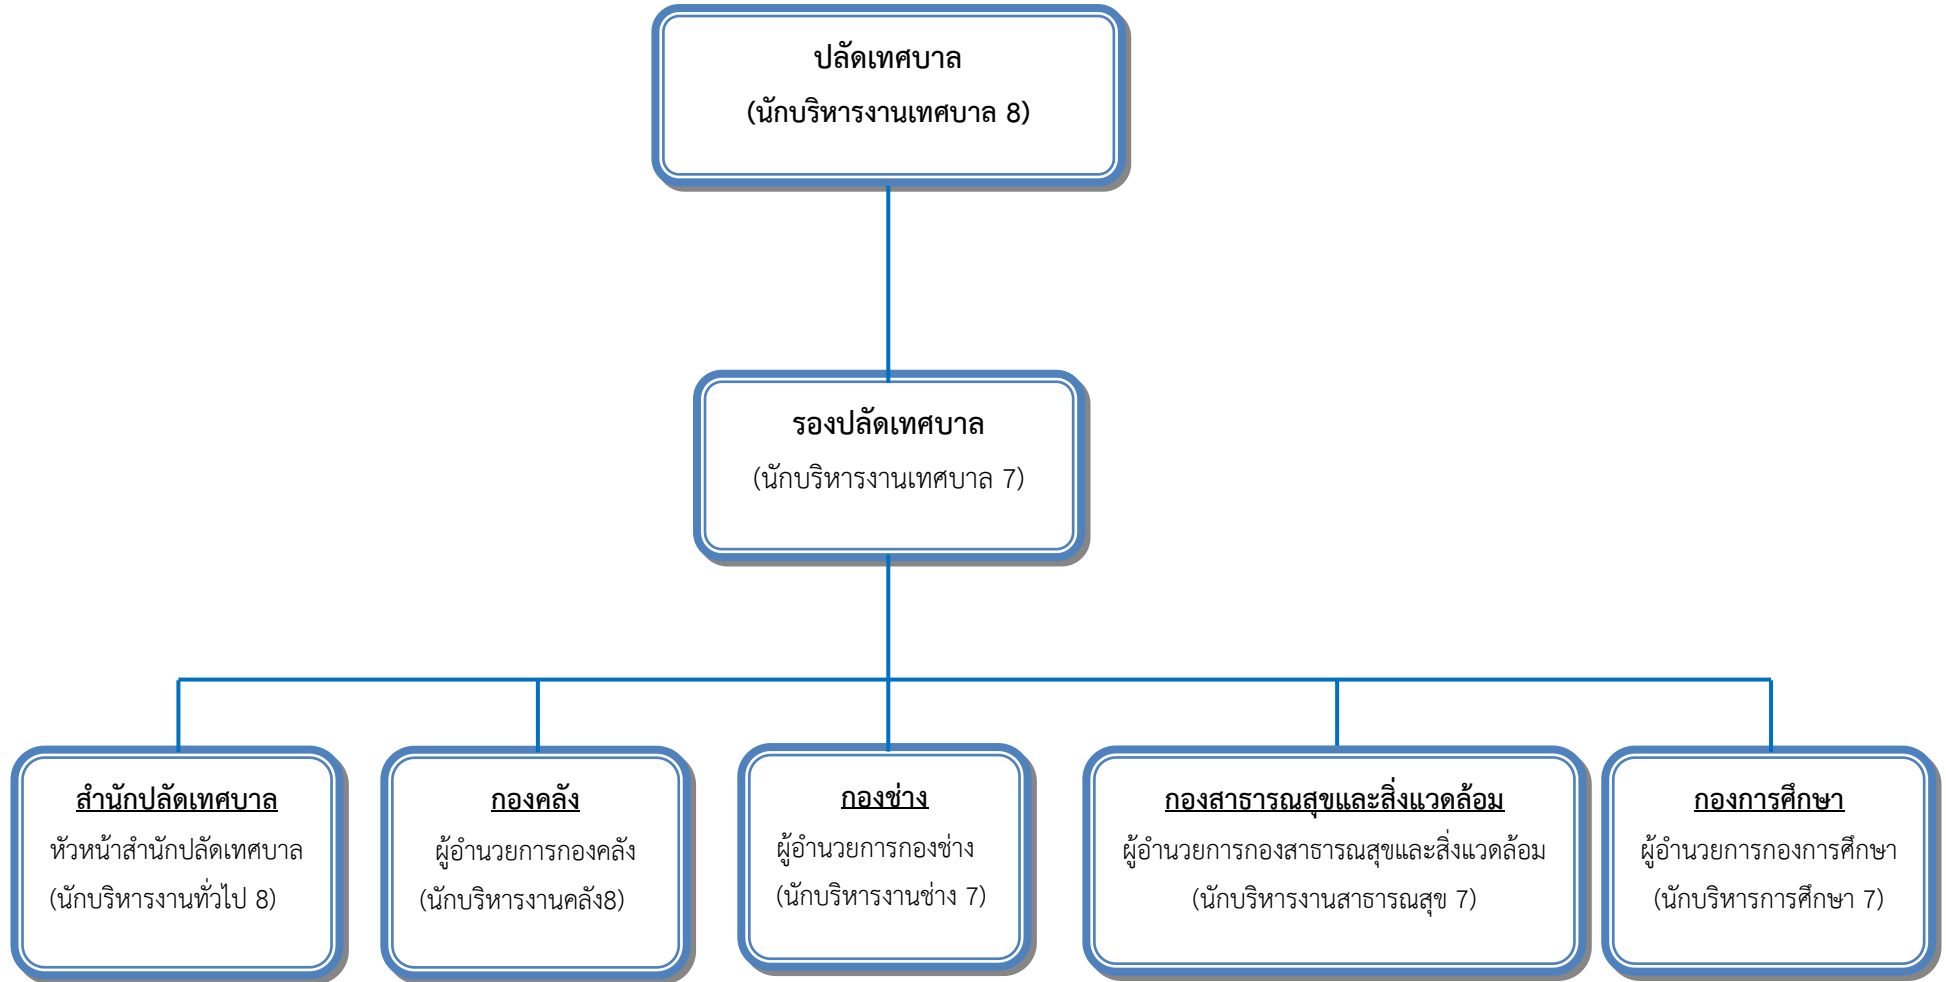 ปลัดเทศบาล
(นักบริหารงานเทศบาล 8)
รองปลัดเทศบาล
(นักบริหารงานเทศบาล 7)
สำนักปลัดเทศบาล
หัวหน้าสำนักปลัดเทศบาล
(นักบริหารงานทั่วไป 8)
กองคลัง
ผู้อำนวยการกองคลัง
(นักบริหารงานคลัง8)
กองช่าง
ผู้อำนวยการกองช่าง
(นักบริหารงานช่าง 7)
กองสาธารณสุขและสิ่งแวดล้อม
ผู้อำนวยการกองสาธารณสุขและสิ่งแวดล้อม
(นักบริหารงานสาธารณสุข 7)
กองการศึกษา
ผู้อำนวยการกองการศึกษา
(นักบริหารการศึกษา 7)